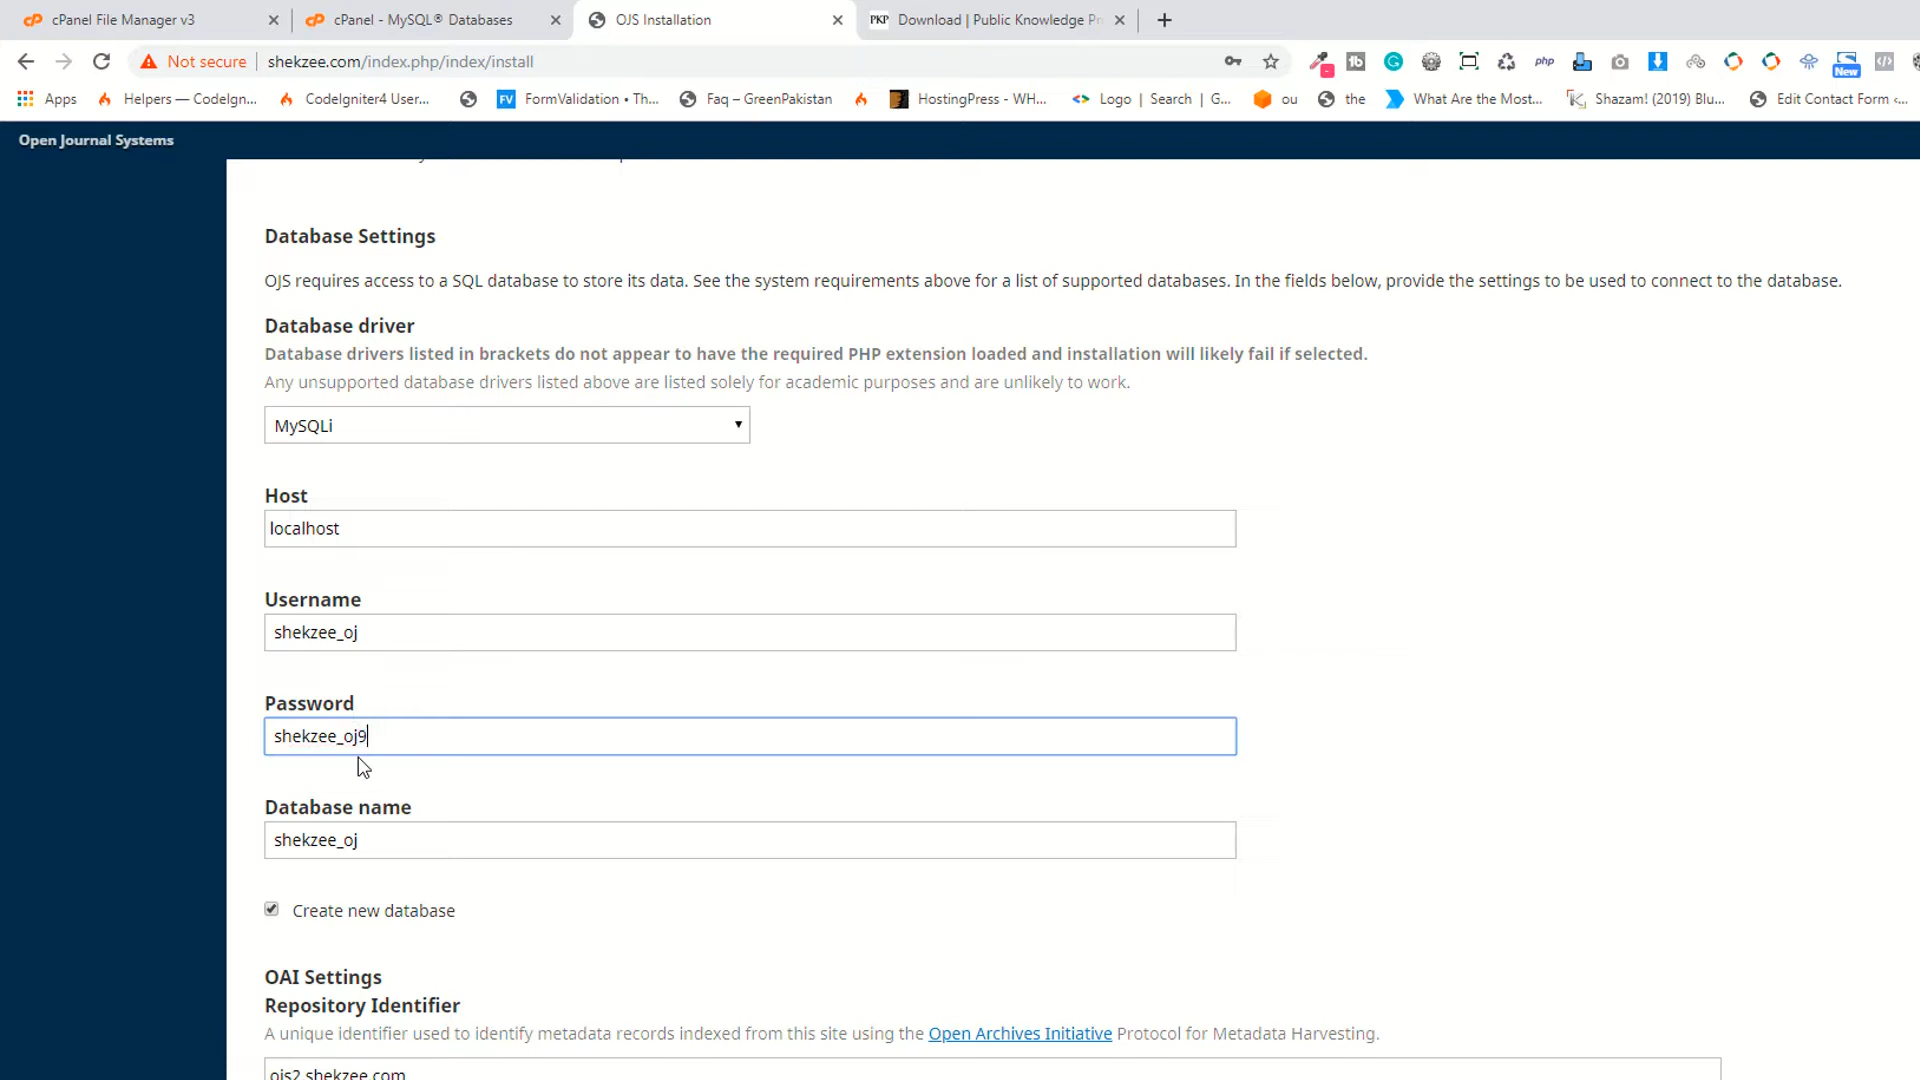 cPanel File Manager v3
cPanel - MySQL® Databases
OJS Installation
PKP Download | Public Knowledge Pr
Not secure shekzee.com/index.php/index/install
php
New
Apps
Helpers — CodeIgn...
CodeIgniter4 User...
FV FormValidation • Th...
Faq – GreenPakistan
HostingPress - WH...
Logo | Search | G...
ou
the
What Are the Most...
Shazam! (2019) Blu...
Edit Contact Form ‹...
Open Journal Systems
Database Settings
OJS requires access to a SQL database to store its data. See the system requirements above for a list of supported databases. In the fields below, provide the settings to be used to connect to the database.
Database driver
Database drivers listed in brackets do not appear to have the required PHP extension loaded and installation will likely fail if selected.
Any unsupported database drivers listed above are listed solely for academic purposes and are unlikely to work.
MySQLi
Host
localhost
Username
shekzee_oj
Password
shekzee_oj9
Database name
shekzee_oj
Create new database
OAI Settings
Repository Identifier
A unique identifier used to identify metadata records indexed from this site using the Open Archives Initiative Protocol for Metadata Harvesting.
ojs2.shekzee.com